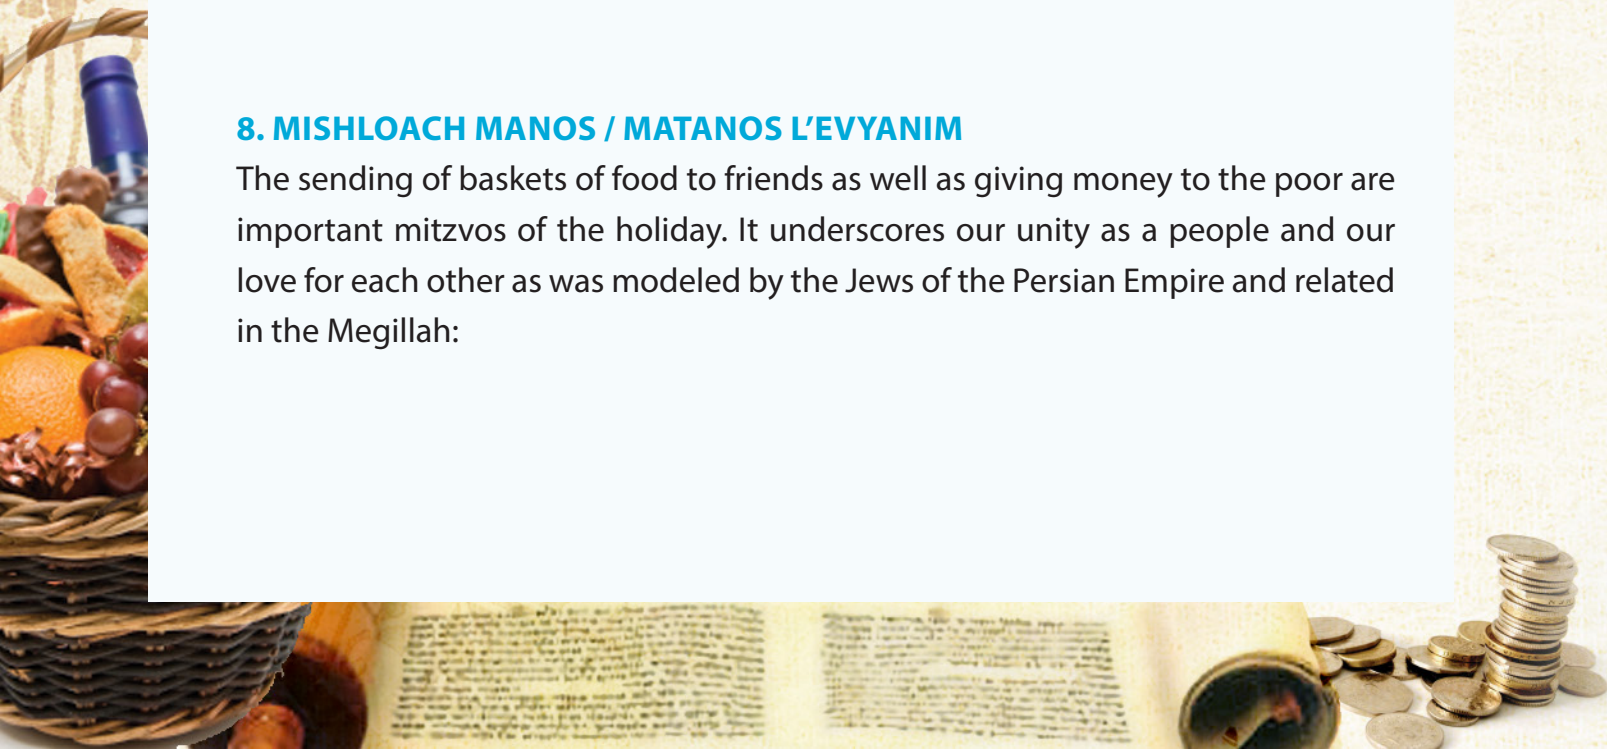 8. MISHLOACH MANOS / MATANOS L’EVYANIM
The sending of baskets of food to friends as well as giving money to the poor are
important mitzvos of the holiday. It underscores our unity as a people and our
love for each other as was modeled by the Jews of the Persian Empire and related
in the Megillah: